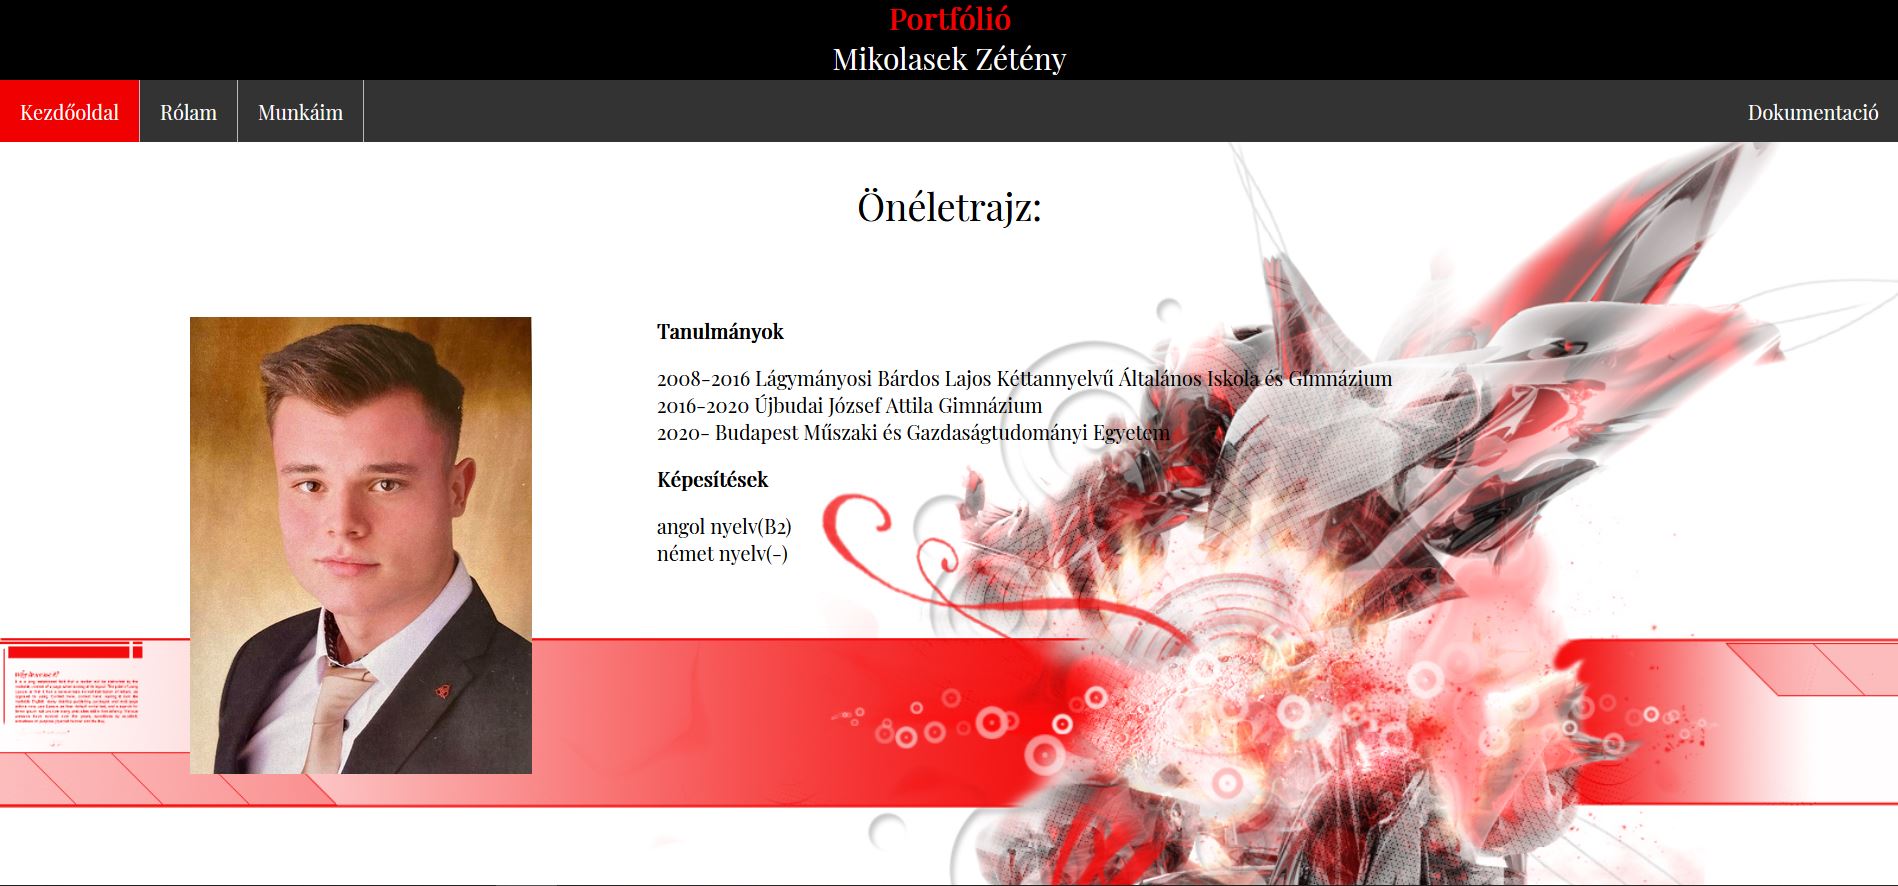 Portfólió
Mikolasek Zétény
Kezdőoldal
Rólam
Munkáim
Dokumentació
Önéletrajz:
Tanulmányok
2008-2016 Lágymányosi Bárdos Lajos Kéttannyelvű Általános Iskola és Gimnázium
2016-2020 Újbudai József Attila Gimnázium
2020- Budapest Műszaki és Gazdaságtudományi Egyetem
Képesítések
angol nyelv(B2)
német nyelv(-)